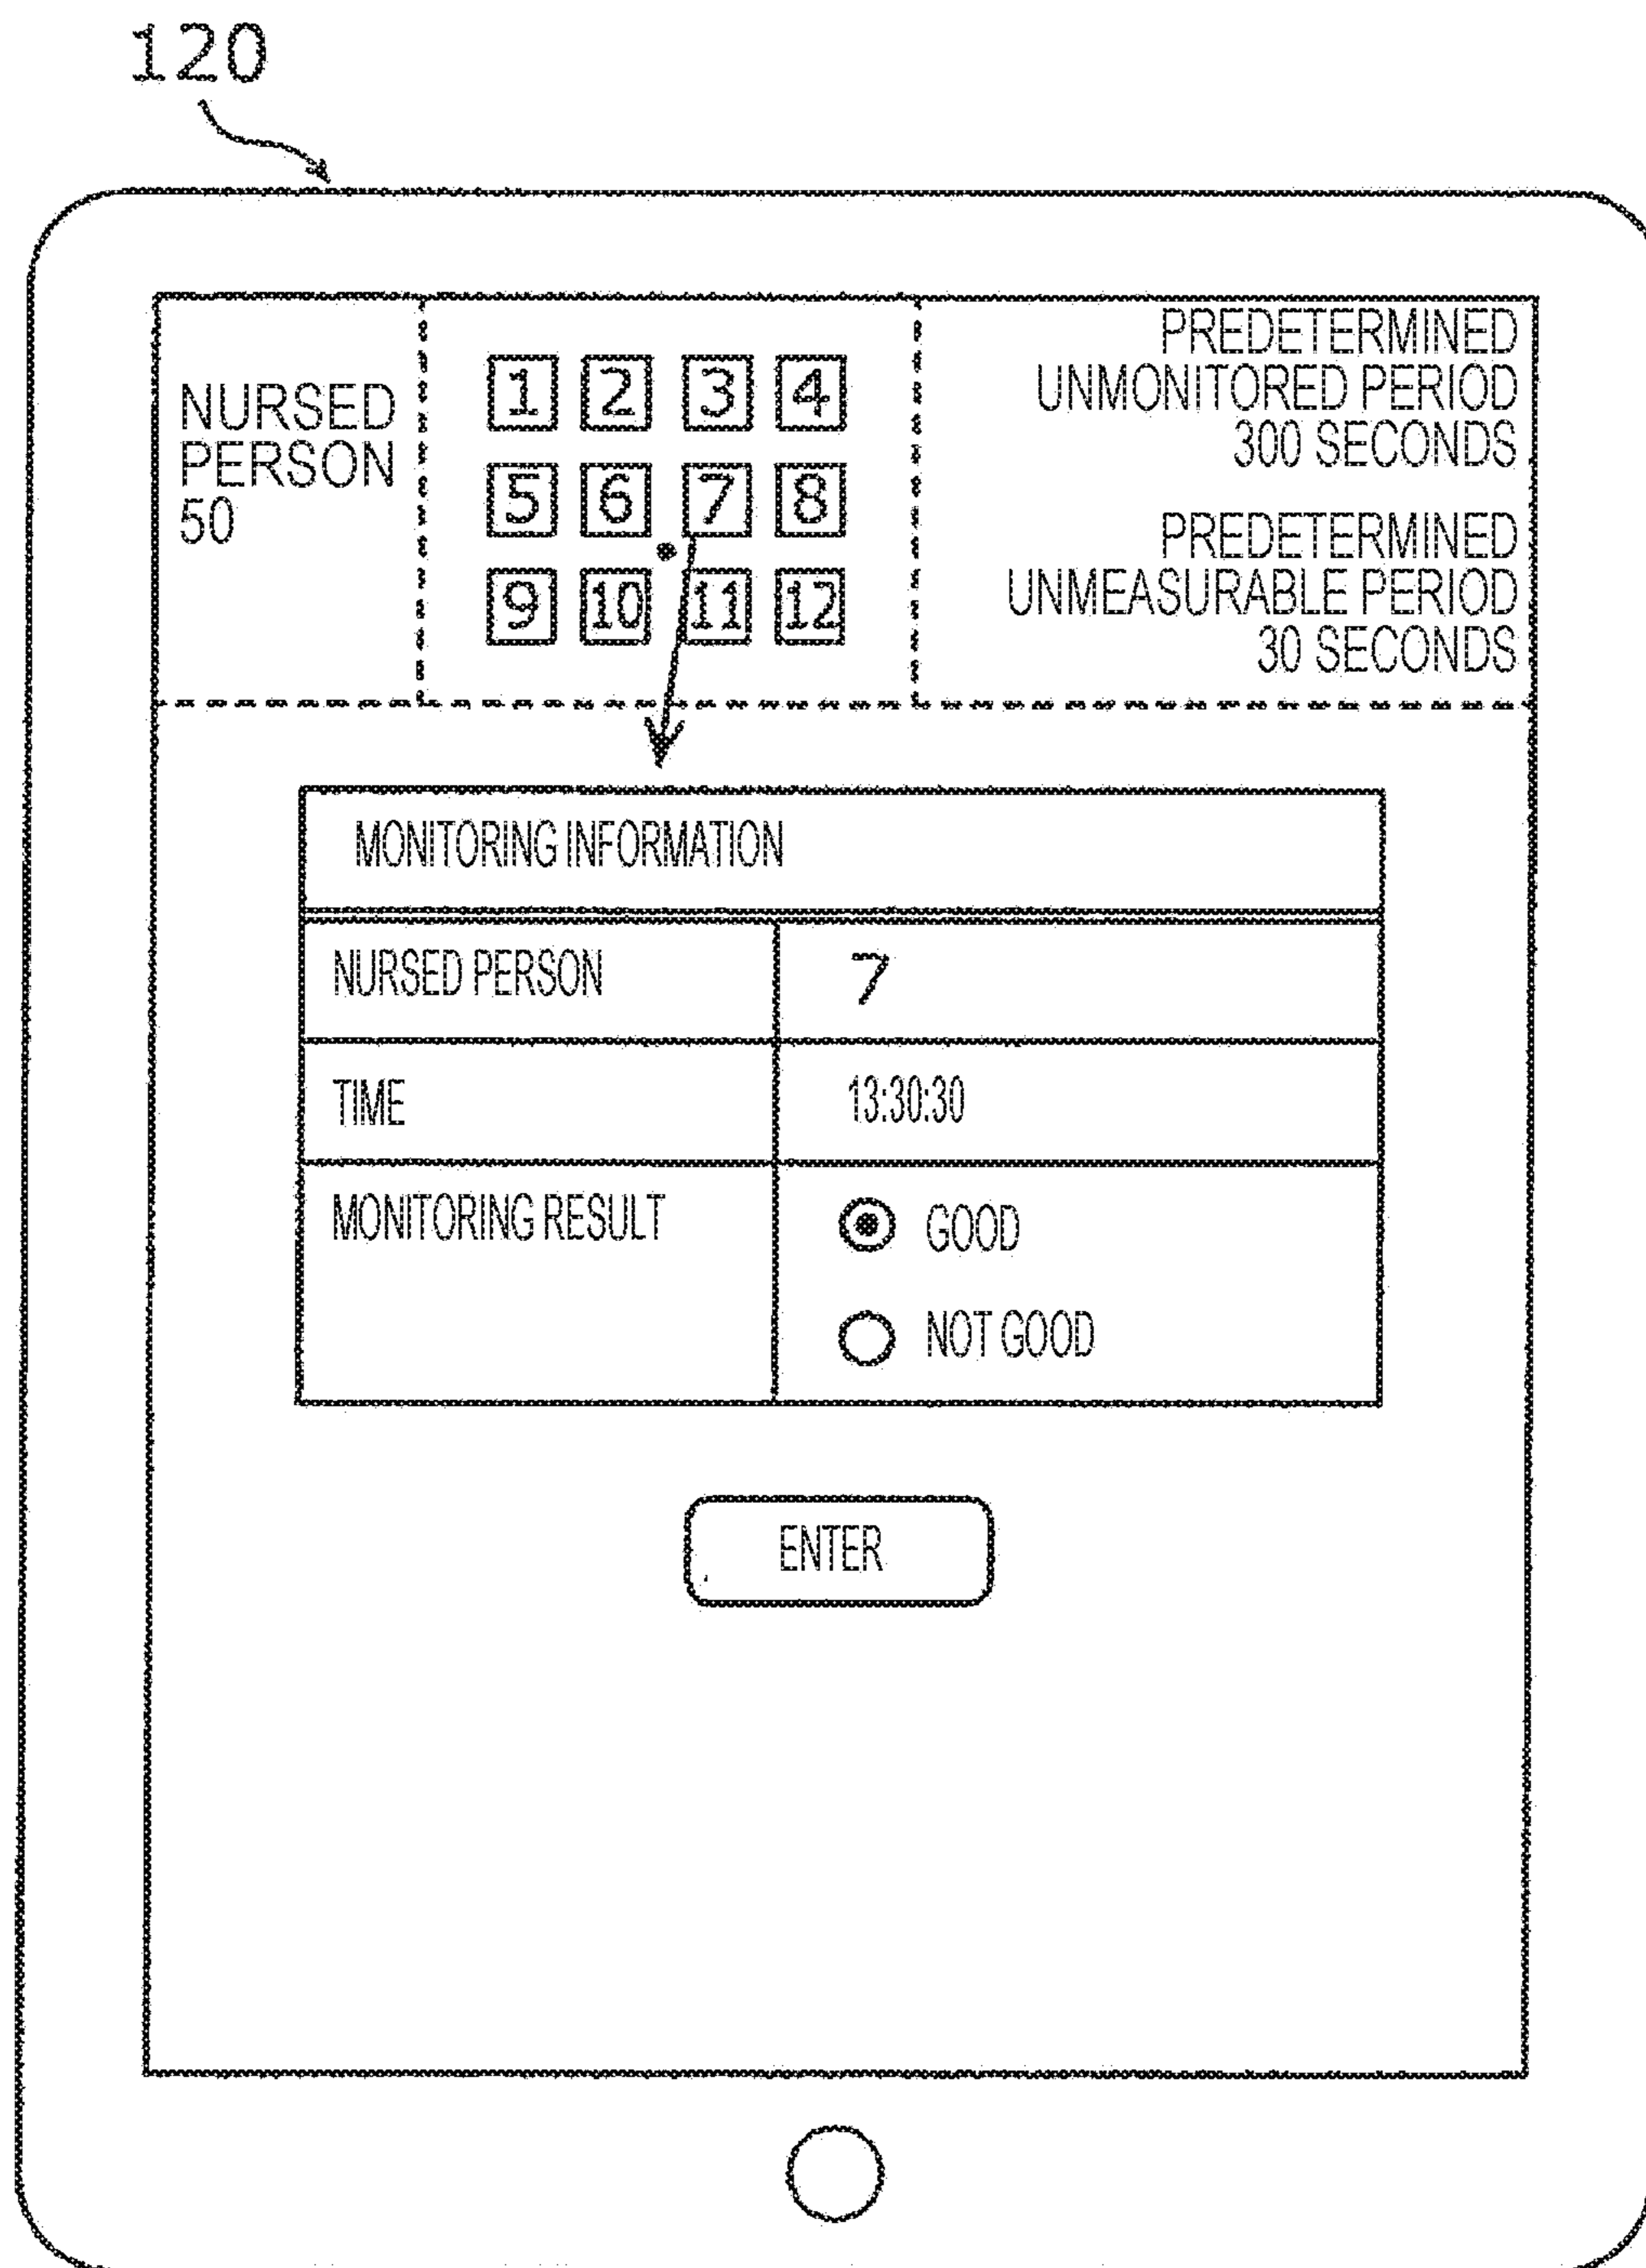 120
NURSED
PERSON
50
1 2 3 4
5 6 7 8
9 10 11 12
PREDETERMINED
UNMONITORED PERIOD
300 SECONDS
PREDETERMINED
UNMEASURABLE PERIOD
30 SECONDS
MONITORING INFORMATION
NURSED PERSON 7
TIME 13:30:30
MONITORING RESULT GOOD
NOT GOOD
ENTER